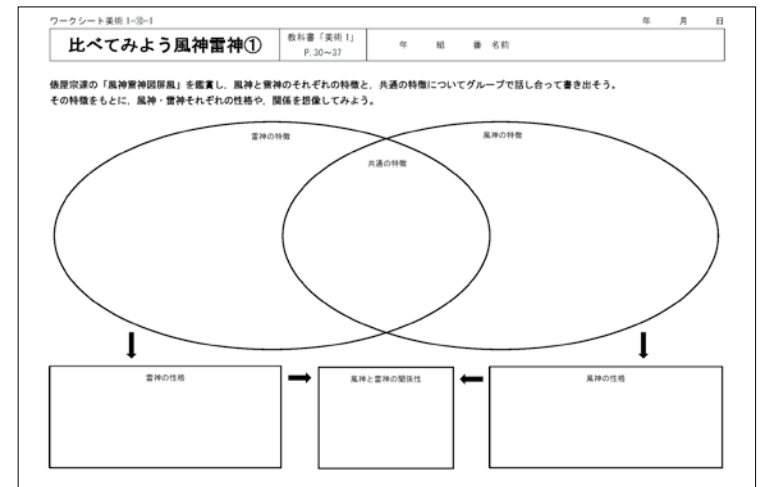 ワークシート美術 1-⑩-1
年 月 日
比べてみよう風神雷神①
教科書「美術 1」
P.30〜37
年 組 番 名前
俵屋宗達の「風神雷神図屏風」を鑑賞し，風神と雷神のそれぞれの特徴と，共通の特徴についてグループで話し合って書き出そう。
その特徴をもとに，風神・雷神それぞれの性格や，関係を想像してみよう。
雷神の特徴
風神の特徴
共通の特徴
雷神の性格
風神と雷神の関係性
風神の性格